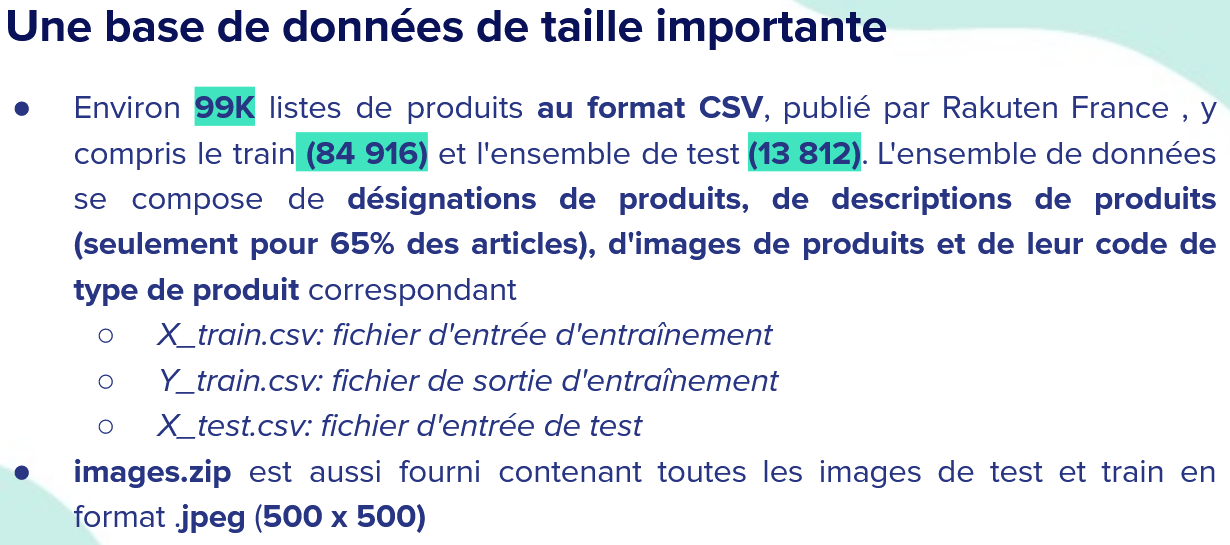 Une base de données de taille importante
● Environ 99K listes de produits au format CSV, publié par Rakuten France , y
compris le train (84 916) et l'ensemble de test (13 812). L'ensemble de données
se compose de désignations de produits, de descriptions de produits
(seulement pour 65% des articles), d'images de produits et de leur code de
type de produit correspondant
○ X_train.csv: fichier d'entrée d'entraînement
○ Y_train.csv: fichier de sortie d'entraînement
○ X_test.csv: fichier d'entrée de test
● images.zip est aussi fourni contenant toutes les images de test et train en
format .jpeg (500 x 500)